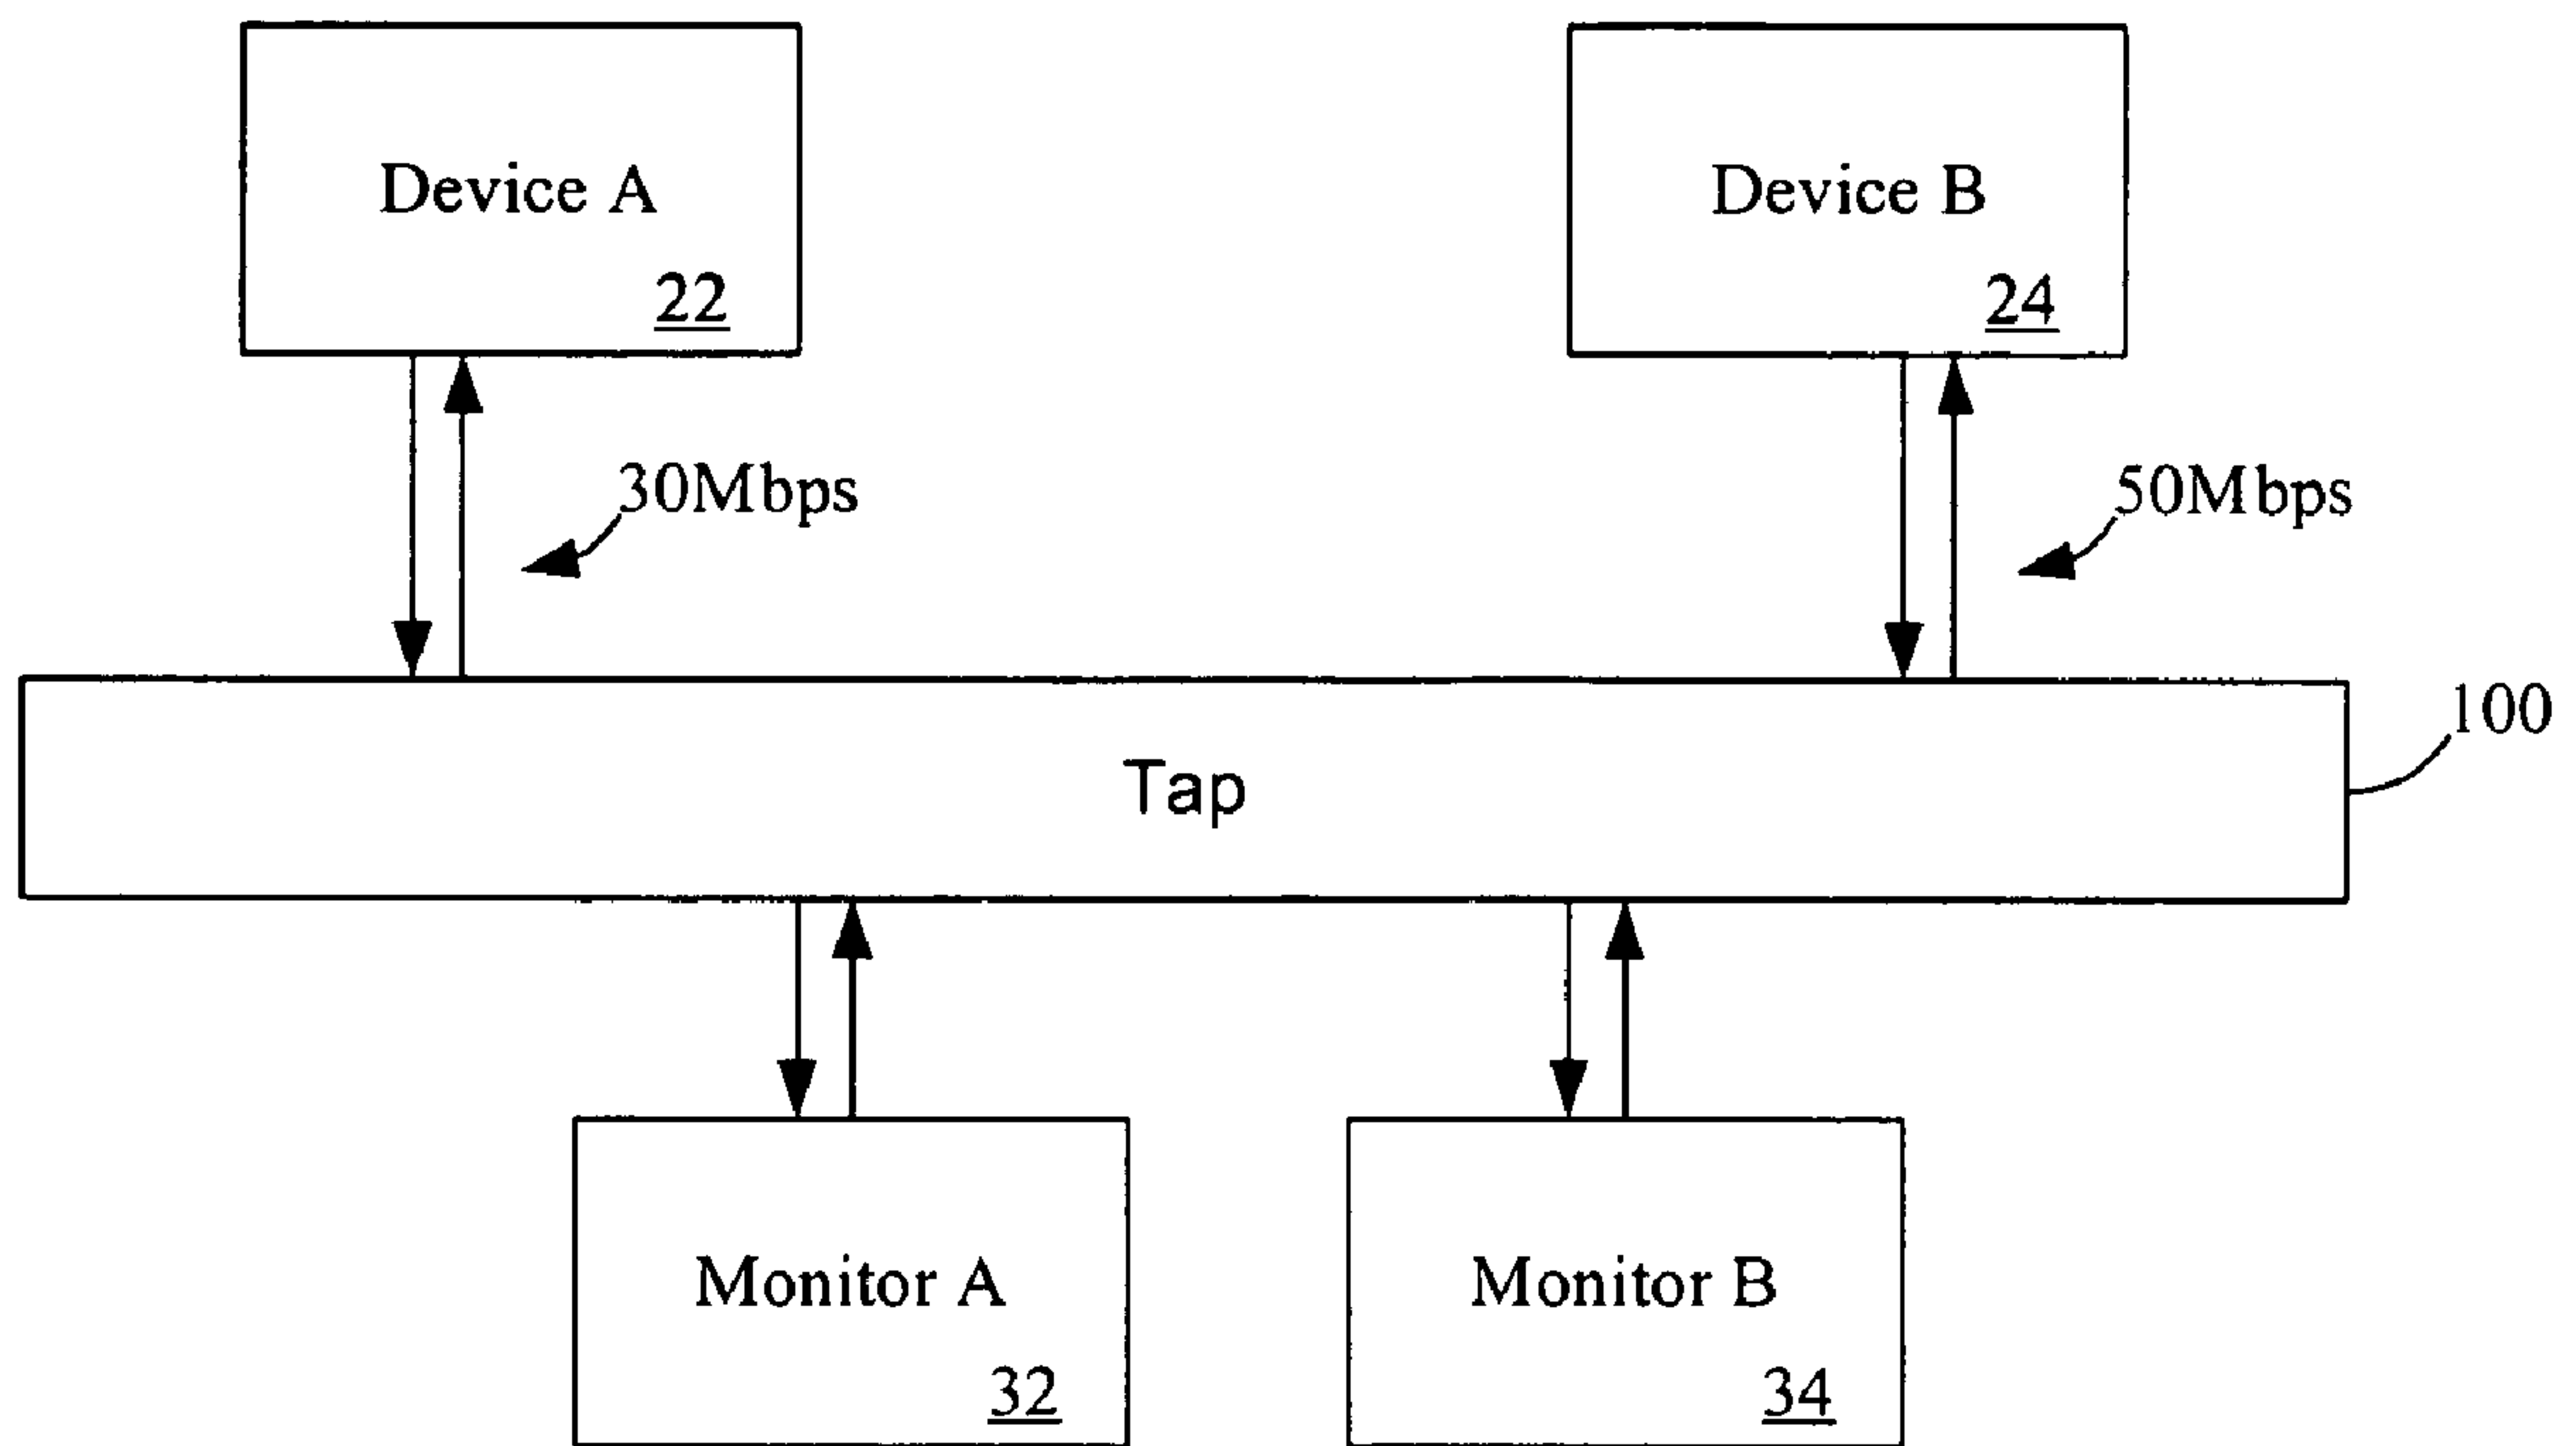 Device A
22
Device B
24
30Mbps
50Mbps
100
Tap
Monitor A
32
Monitor B
34